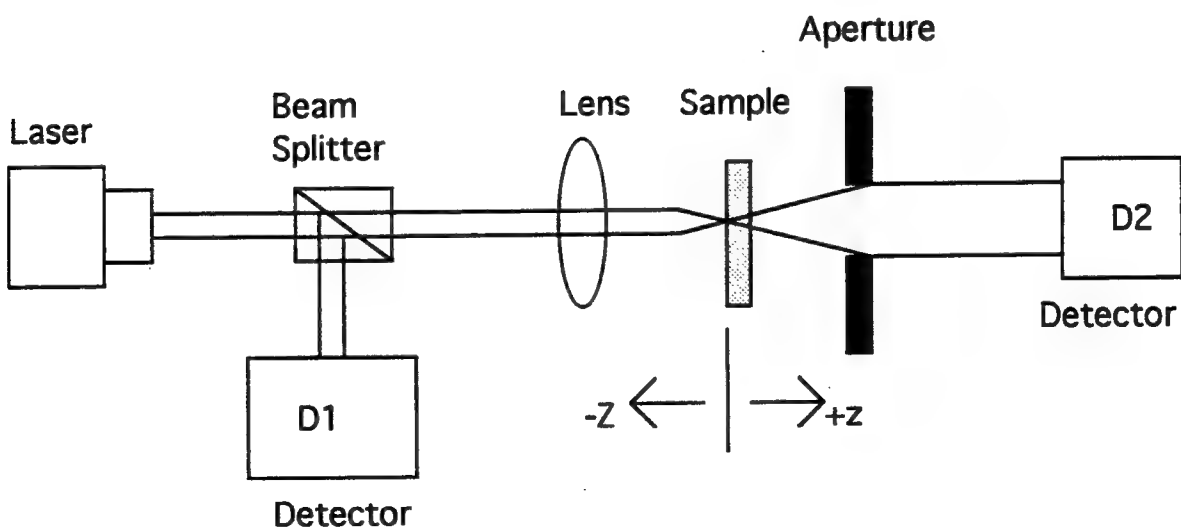 Aperture
Laser
Beam
Splitter
Lens
Sample
D2
Detector
D1
-Z
+z
Detector